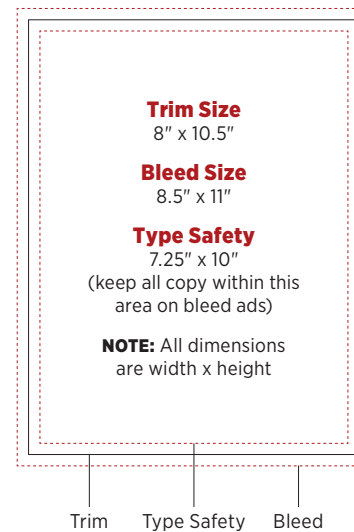 Trim Size
8" x 10.5"
Bleed Size
8.5" x 11"
Type Safety
7.25" x 10"
(keep all copy within this
area on bleed ads)
NOTE: All dimensions
are width x height
Trim Type Safety Bleed